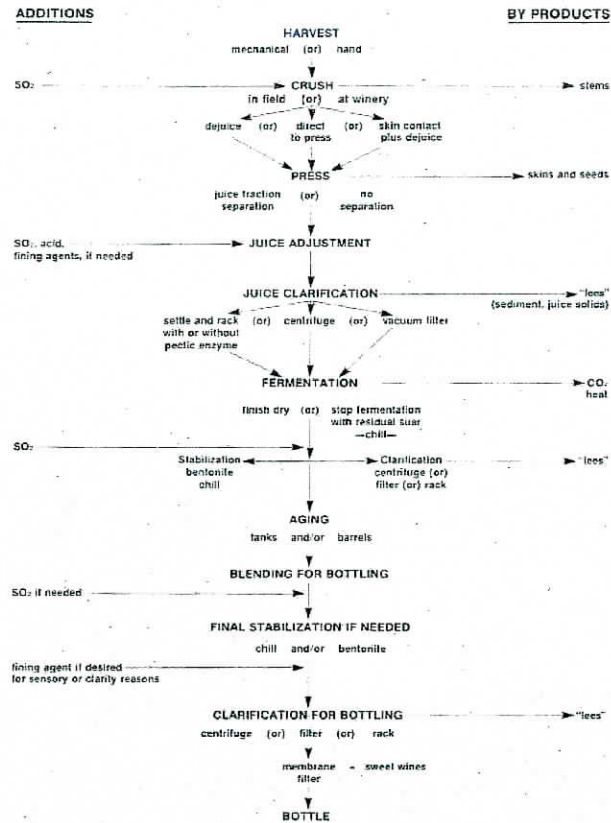 ADDITIONS
BY PRODUCTS
HARVEST
mechanical (or) hand
SO₂
CRUSH
stems
in field (or) at winery
dejuice (or) direct to press (or) skin contact plus dejuice
PRESS
skins and seeds
juice fraction separation (or) no separation
SO₂, acid,
fining agents, if needed
JUICE ADJUSTMENT
JUICE CLARIFICATION
"lees"
(sediment, juice solids)
settle and rack with or without pectic enzyme (or) centrifuge (or) vacuum filter
FERMENTATION
CO₂
heat
finish dry (or) stop fermentation
with residual suar
—chill—
SO₂
Stabilization
bentonite
chill
Clarification
centrifuge (or)
filter (or) rack
"lees"
AGING
tanks and/or barrels
BLENDING FOR BOTTLING
SO₂ if needed
FINAL STABILIZATION IF NEEDED
chill and/or bentonite
fining agent if desired
for sensory or clarity reasons
CLARIFICATION FOR BOTTLING
"lees"
centrifuge (or) filter (or) rack
membrane - sweet wines
filter
BOTTLE